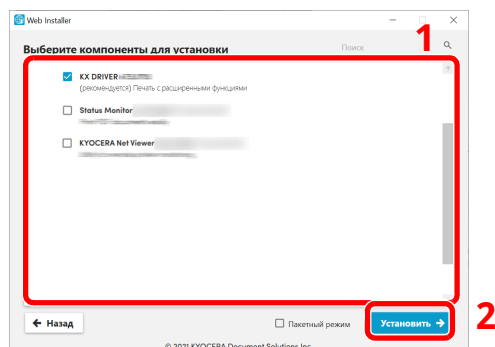 Web Installer
1
Выберите компоненты для установки
Поиск
KX DRIVER
(рекомендуется) Печать с расширенными функциями
Status Monitor
KYOCERA Net Viewer
← Назад
Пакетный режим
Установить →
2
© 2021 KYOCERA Document Solutions Inc.